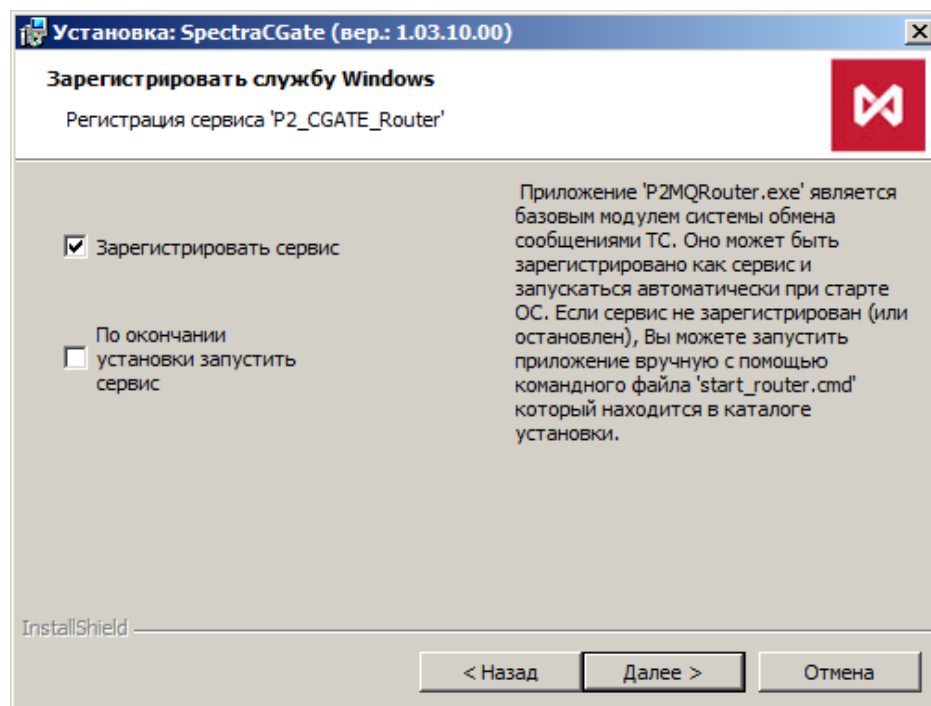 Установка: SpectraCGate (вер.: 1.03.10.00)
Зарегистрировать службу Windows
Регистрация сервиса 'P2_CGATE_Router'
Зарегистрировать сервис
По окончании
установки запустить
сервис
Приложение 'P2MQRouter.exe' является
базовым модулем системы обмена
сообщениями ТС. Оно может быть
зарегистрировано как сервис и
запускаться автоматически при старте
ОС. Если сервис не зарегистрирован (или
остановлен), Вы можете запустить
приложение вручную с помощью
командного файла 'start_router.cmd'
который находится в каталоге
установки.
InstallShield
< Назад
Далее >
Отмена